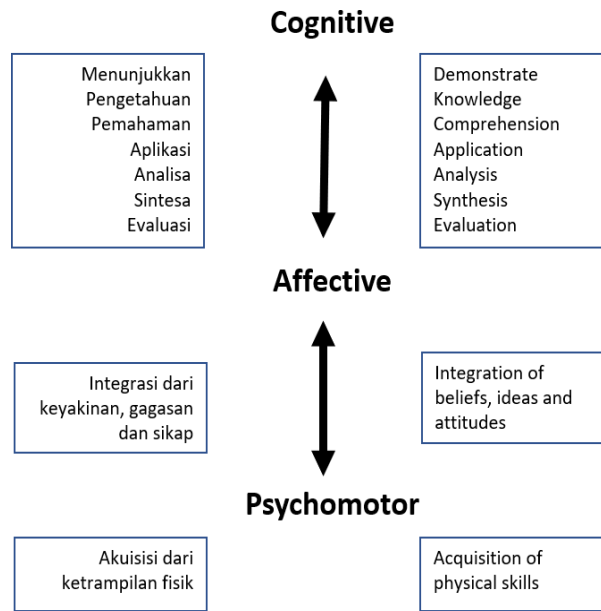 Cognitive
Menunjukkan
Pengetahuan
Pemahaman
Aplikasi
Analisa
Sintesa
Evaluasi
Demonstrate
Knowledge
Comprehension
Application
Analysis
Synthesis
Evaluation
Affective
Integrasi dari
keyakinan, gagasan
dan sikap
Integration of
beliefs, ideas and
attitudes
Psychomotor
Akuisisi dari
ketrampilan fisik
Acquisition of
physical skills